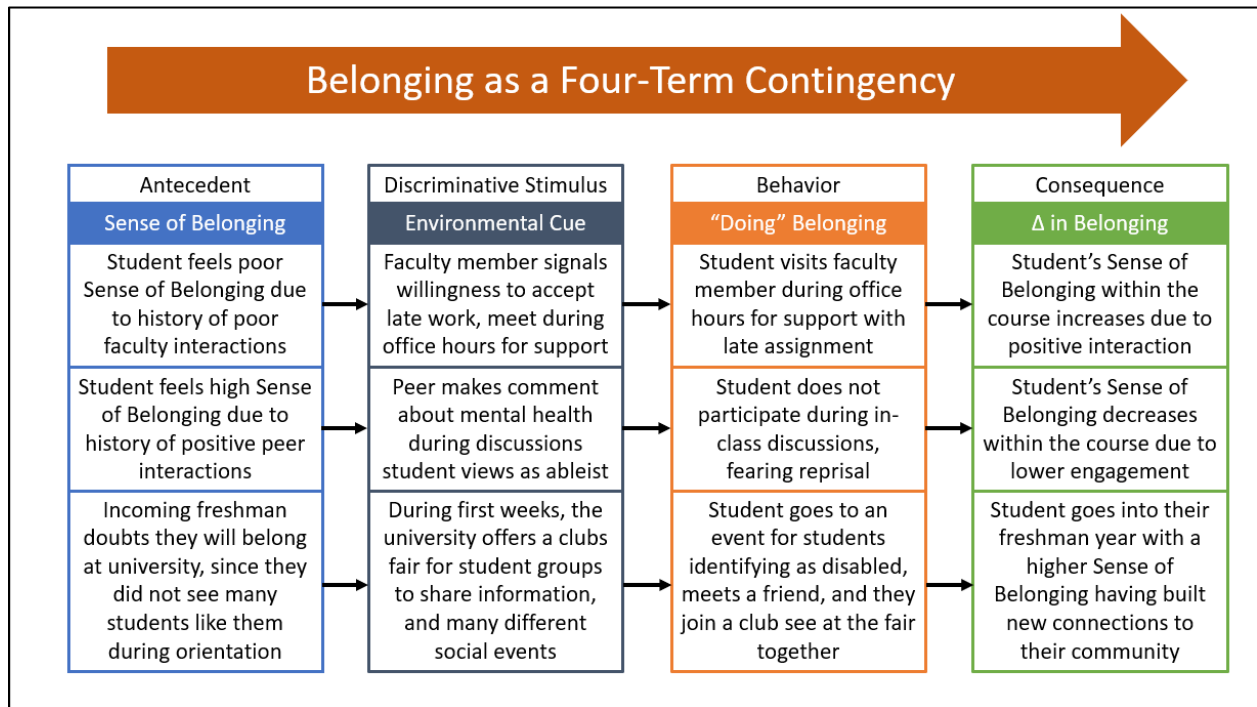 Belonging as a Four-Term Contingency
Antecedent
Sense of Belonging
Student feels poor
Sense of Belonging due
to history of poor
faculty interactions
Student feels high Sense
of Belonging due to
history of positive peer
interactions
Incoming freshman
doubts they will belong
at university, since they
did not see many
students like them
during orientation
Discriminative Stimulus
Environmental Cue
Faculty member signals
willingness to accept
late work, meet during
office hours for support
Peer makes comment
about mental health
during discussions
student views as ableist
During first weeks, the
university offers a clubs
fair for student groups
to share information,
and many different
social events
Behavior
“Doing” Belonging
Student visits faculty
member during office
hours for support with
late assignment
Student does not
participate during in-
class discussions,
fearing reprisal
Student goes to an
event for students
identifying as disabled,
meets a friend, and they
join a club see at the fair
together
Consequence
Δ in Belonging
Student’s Sense of
Belonging within the
course increases due to
positive interaction
Student’s Sense of
Belonging decreases
within the course due to
lower engagement
Student goes into their
freshman year with a
higher Sense of
Belonging having built
new connections to
their community